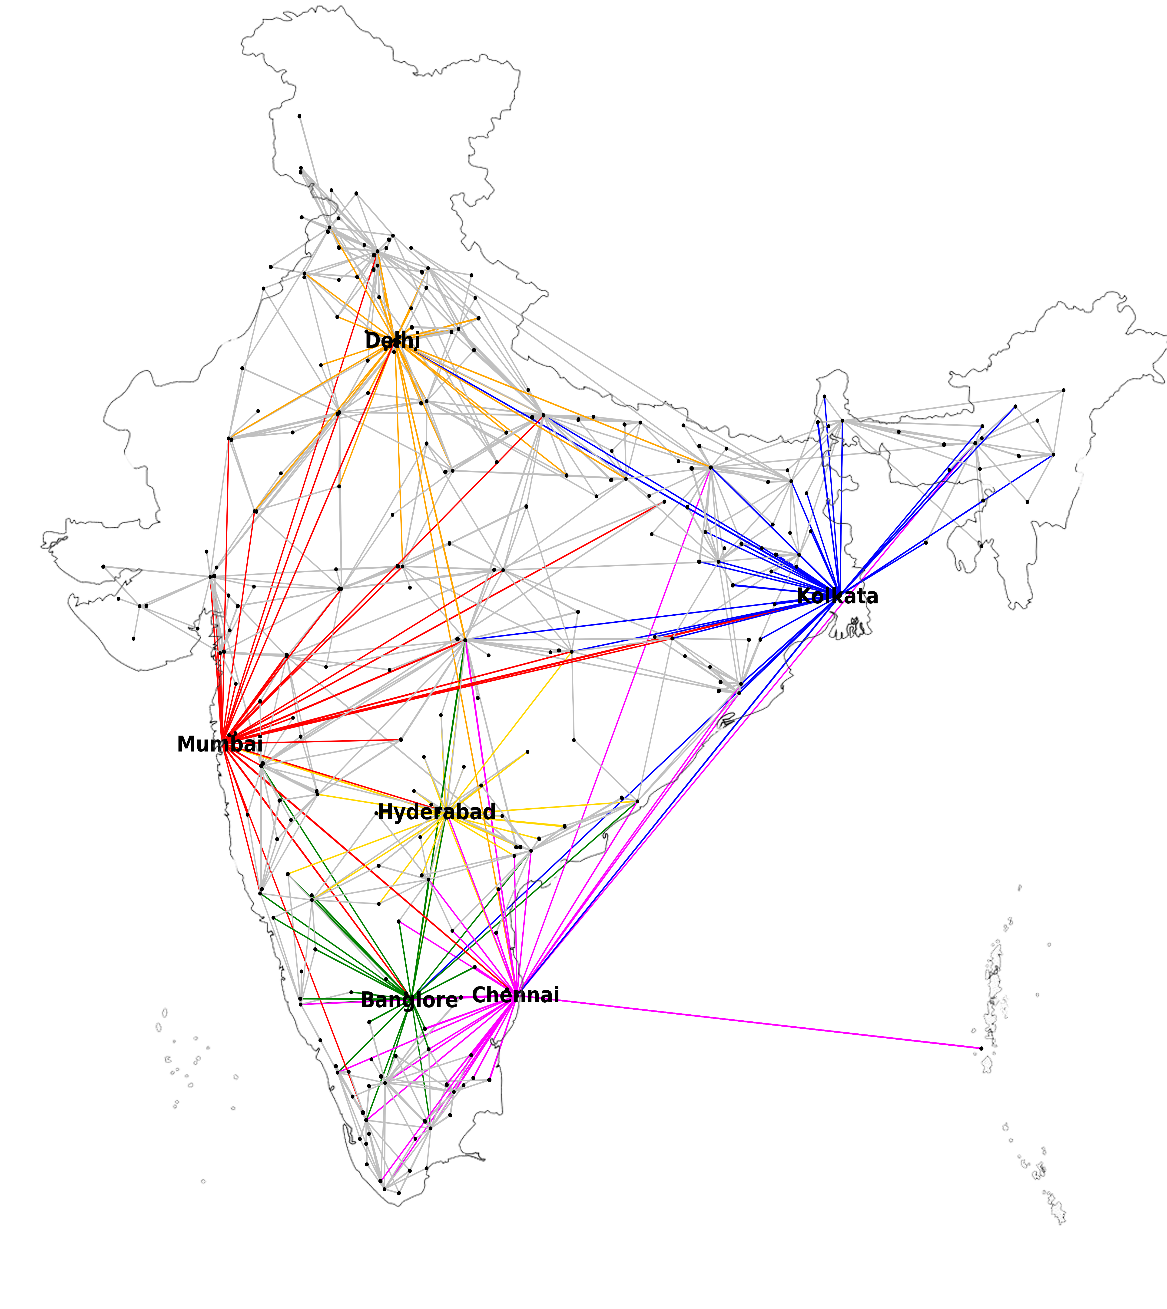 Delhi
Kolkata
Mumbai
Hyderabad
Banglore
Chennai